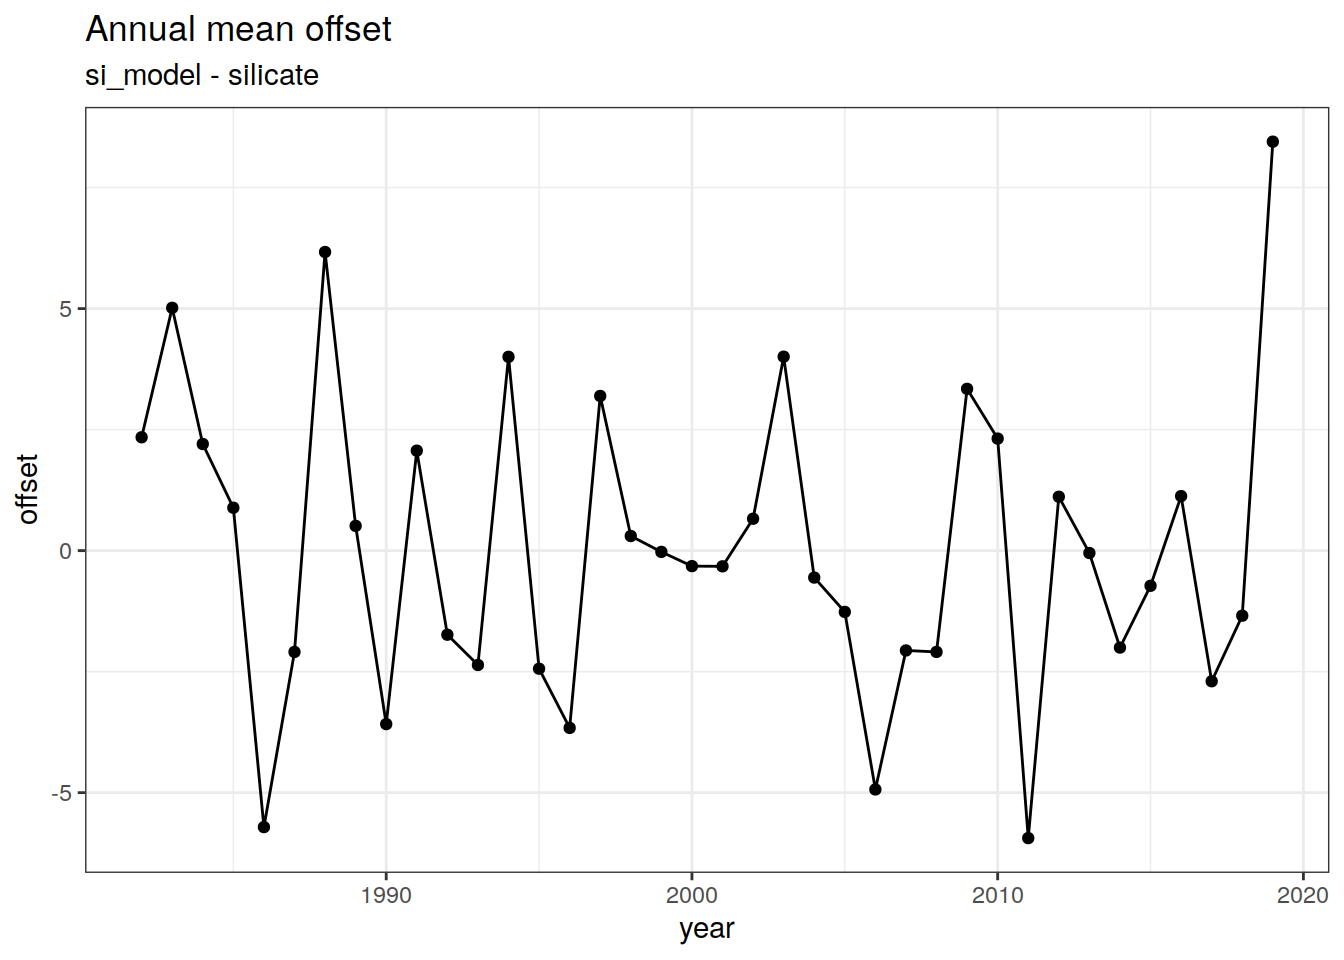 Annual mean offset
si_model - silicate
offset
5
0
-5
1990
2000
2010
2020
year